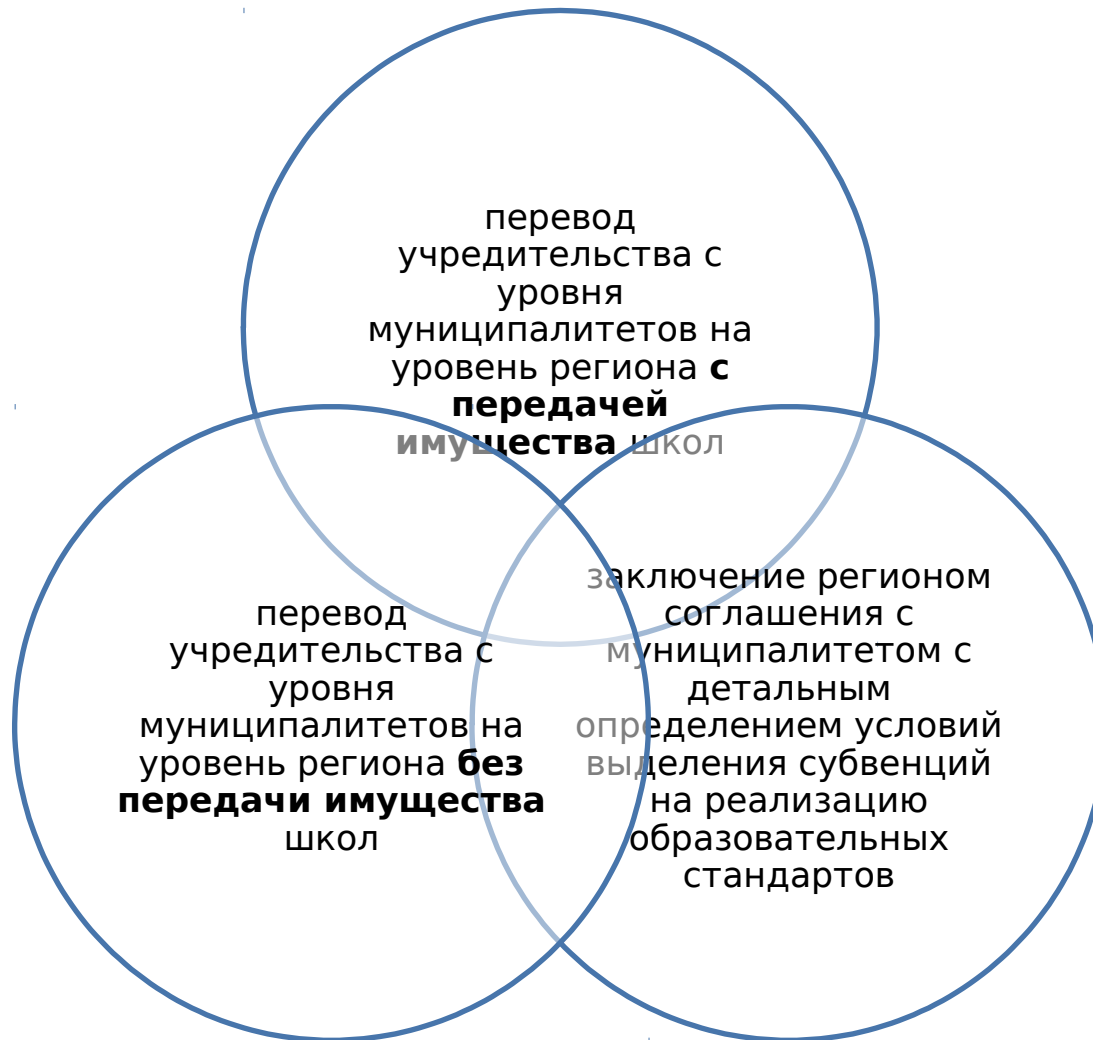 перевод
учредительства с
уровня
муниципалитетов на
уровень региона с
передачей
имущества школ
перевод
учредительства с
уровня
муниципалитетов на
уровень региона без
передачи имущества
школ
заключение регионом
соглашения с
муниципалитетом с
детальным
определением условий
выделения субвенций
на реализацию
образовательных
стандартов